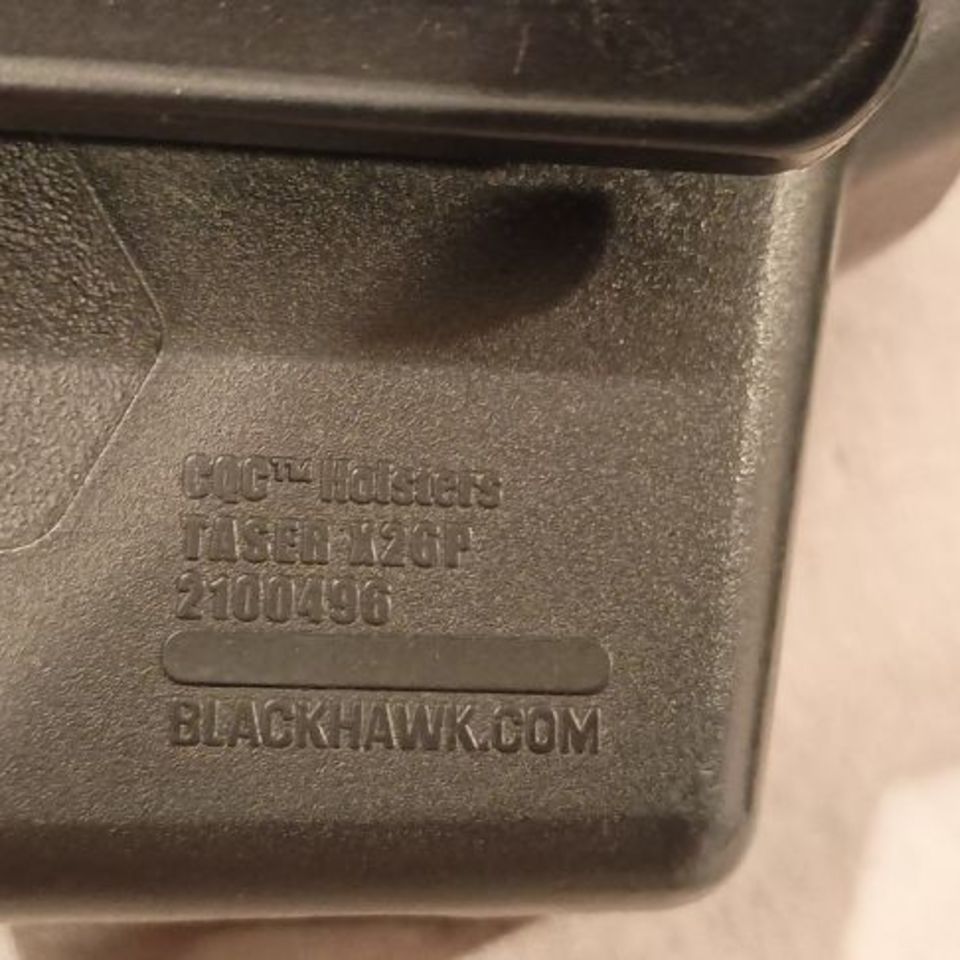 CQC™ Holsters
TASER X26P
2100496
BLACKHAWK.COM